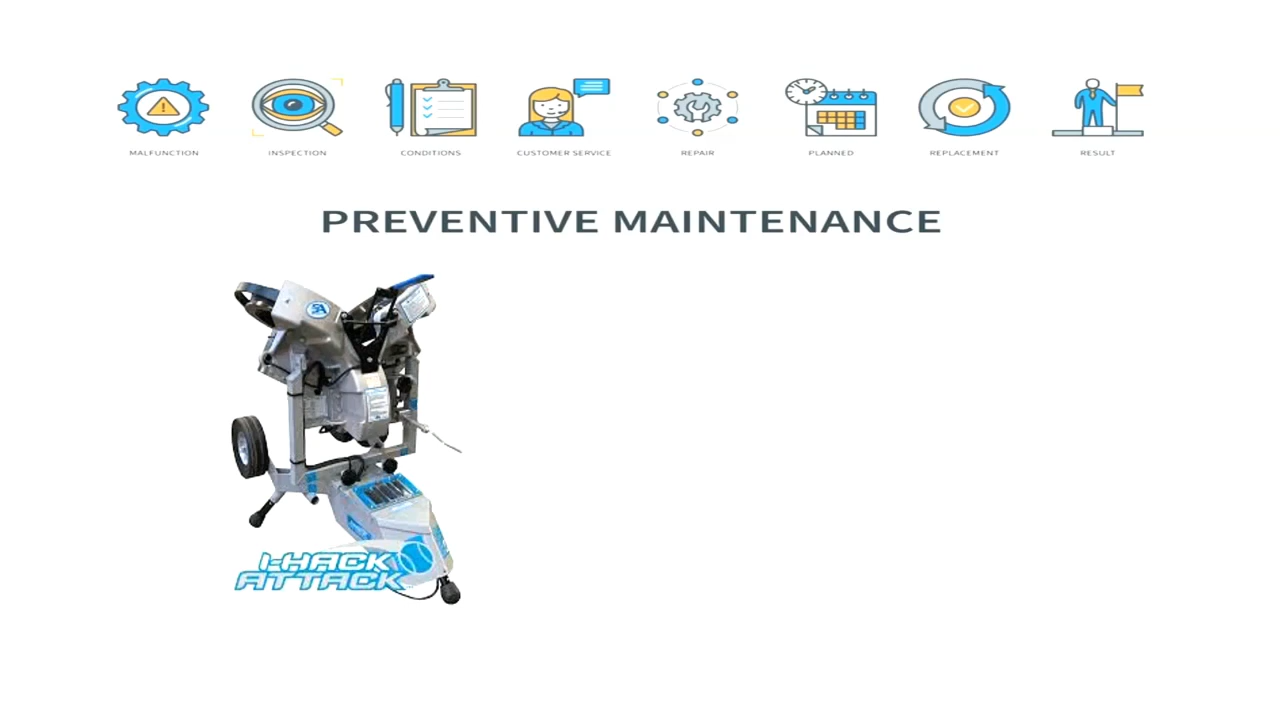 MALFUNCTION
INSPECTION
CONDITIONS
CUSTOMER SERVICE
REPAIR
PLANNED
REPLACEMENT
RESULT
PREVENTIVE MAINTENANCE
I-HACK
ATTACK